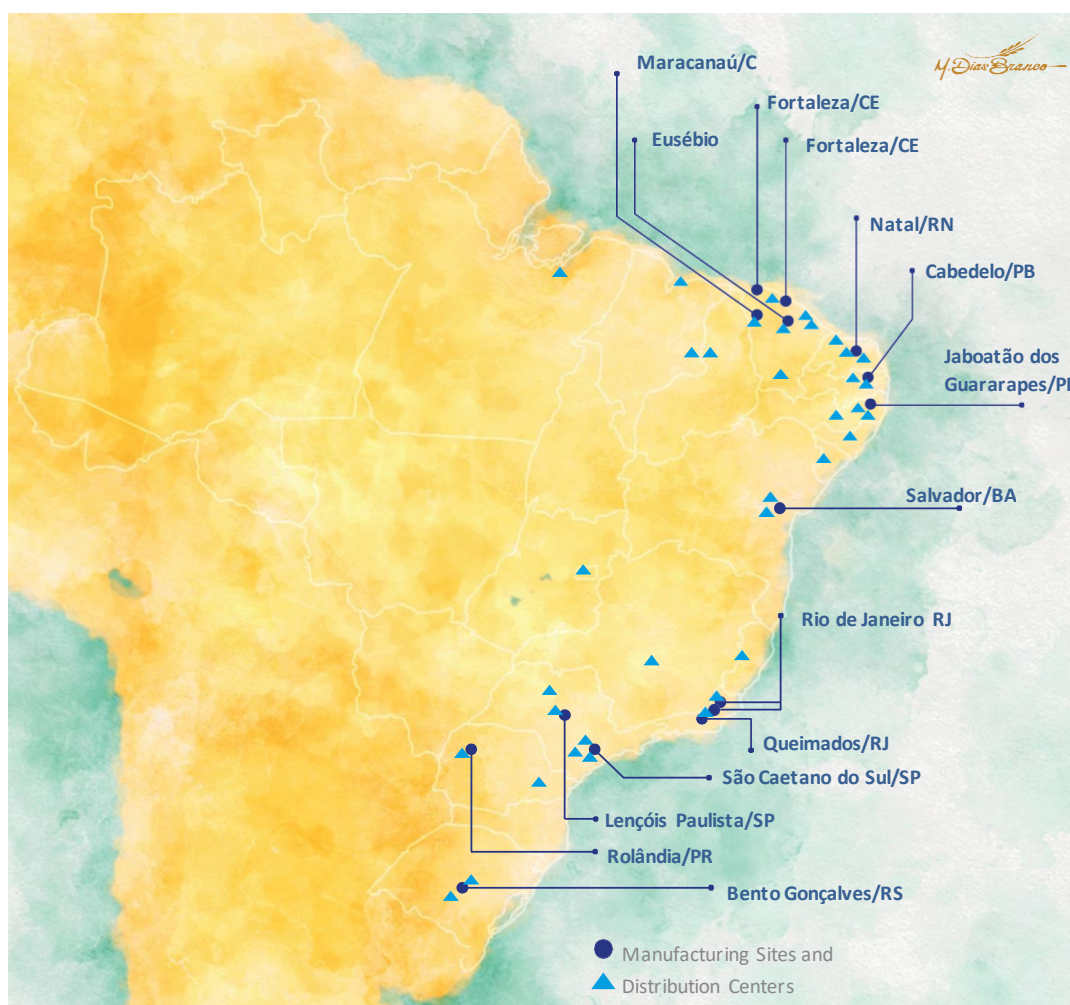 M. Dias Branco
Maracanaú/C
Fortaleza/CE
Eusébio
Fortaleza/CE
Natal/RN
Cabedelo/PB
Jaboatão dos
Guararapes/PE
Salvador/BA
Rio de Janeiro RJ
Queimados/RJ
São Caetano do Sul/SP
Lençóis Paulista/SP
Rolândia/PR
Bento Gonçalves/RS
Manufacturing Sites and
Distribution Centers